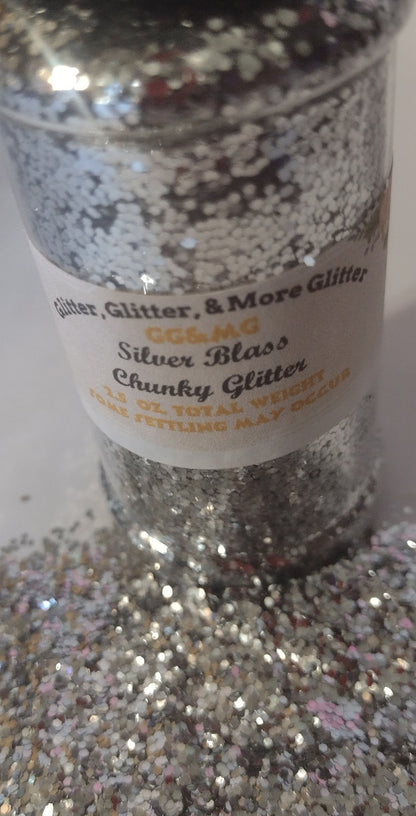 Glitter, Glitter, & More Glitter
GG&MG
Silver Blass
Chunky Glitter
2.5 OZ TOTAL WEIGHT
SOME SETTLING MAY OCCUR